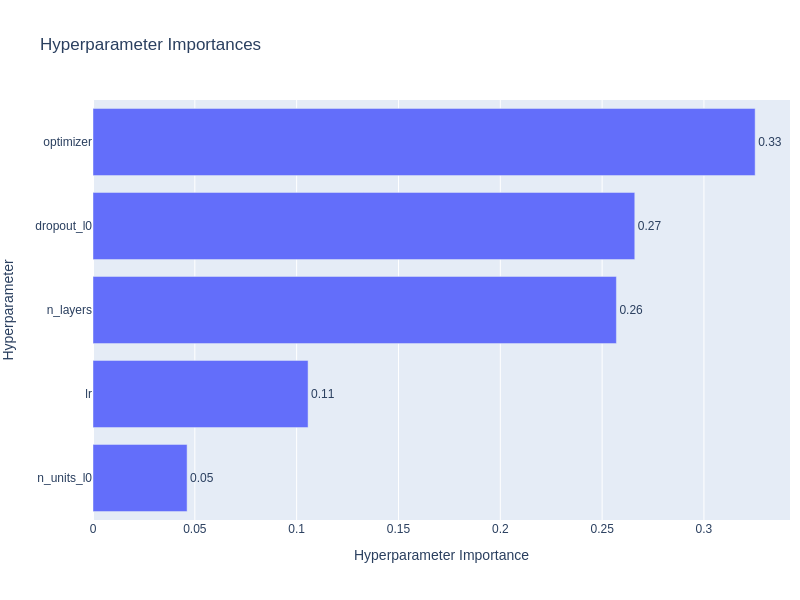 Hyperparameter Importances
optimizer
0.33
dropout_l0
0.27
n_layers
0.26
lr
0.11
n_units_l0
0.05
0
0.05
0.1
0.15
0.2
0.25
0.3
Hyperparameter Importance
Hyperparameter